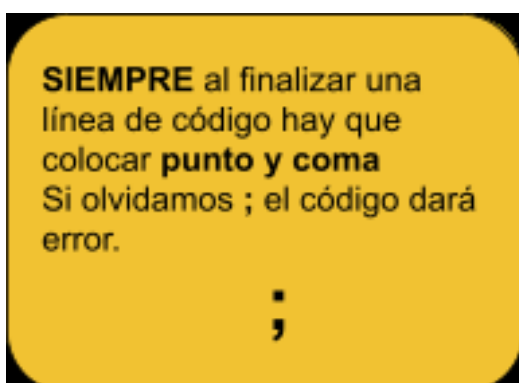 SIEMPRE al finalizar una
línea de código hay que
colocar punto y coma
Si olvidamos ; el código dará
error.
;